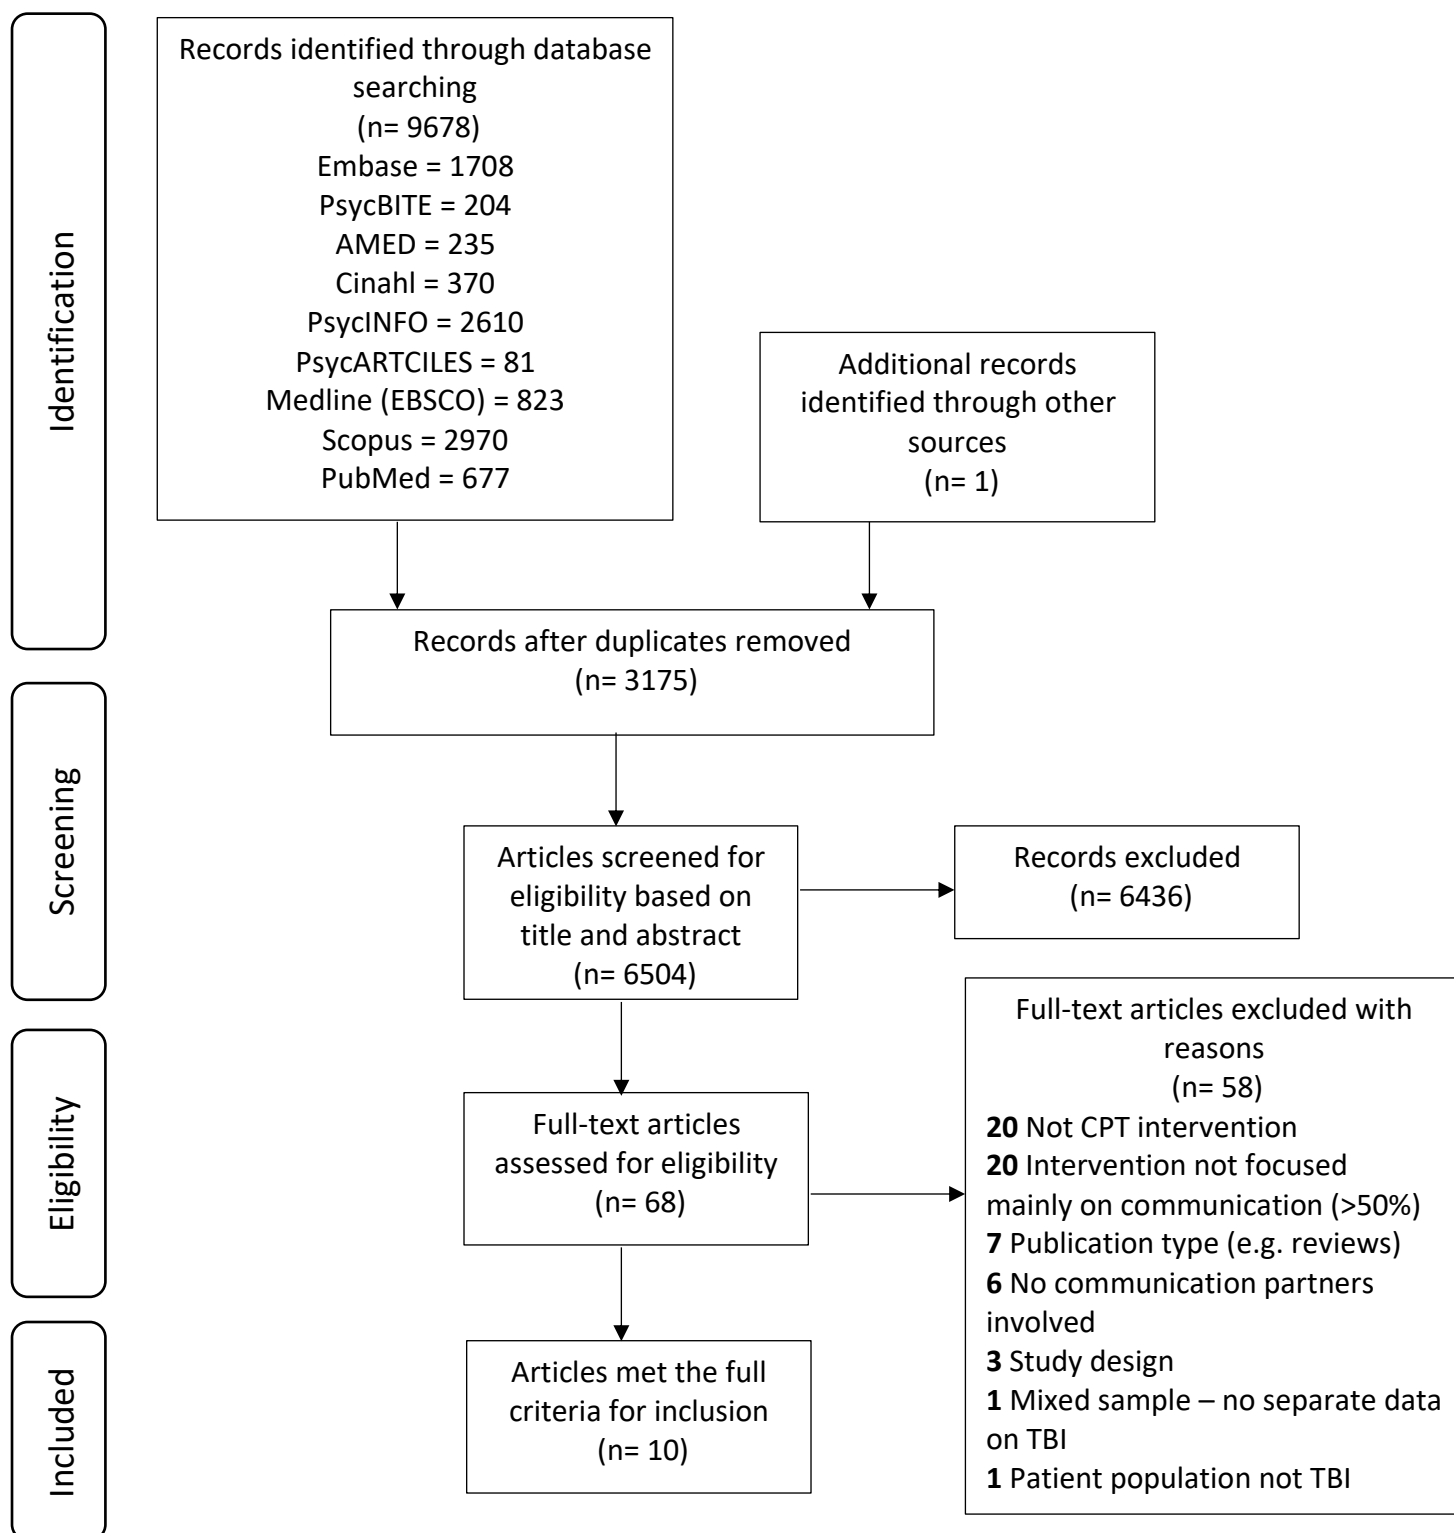 Identification
Records identified through database
searching
(n= 9678)
Embase = 1708
PsycBITE = 204
AMED = 235
Cinahl = 370
PsycINFO = 2610
PsycARTCILES = 81
Medline (EBSCO) = 823
Scopus = 2970
PubMed = 677
Additional records
identified through other
sources
(n= 1)
Records after duplicates removed
(n= 3175)
Screening
Articles screened for
eligibility based on
title and abstract
(n= 6504)
Records excluded
(n= 6436)
Eligibility
Full-text articles
assessed for eligibility
(n= 68)
Full-text articles excluded with
reasons
(n= 58)
20 Not CPT intervention
20 Intervention not focused
mainly on communication (>50%)
7 Publication type (e.g. reviews)
6 No communication partners
involved
3 Study design
1 Mixed sample – no separate data
on TBI
1 Patient population not TBI
Included
Articles met the full
criteria for inclusion
(n= 10)